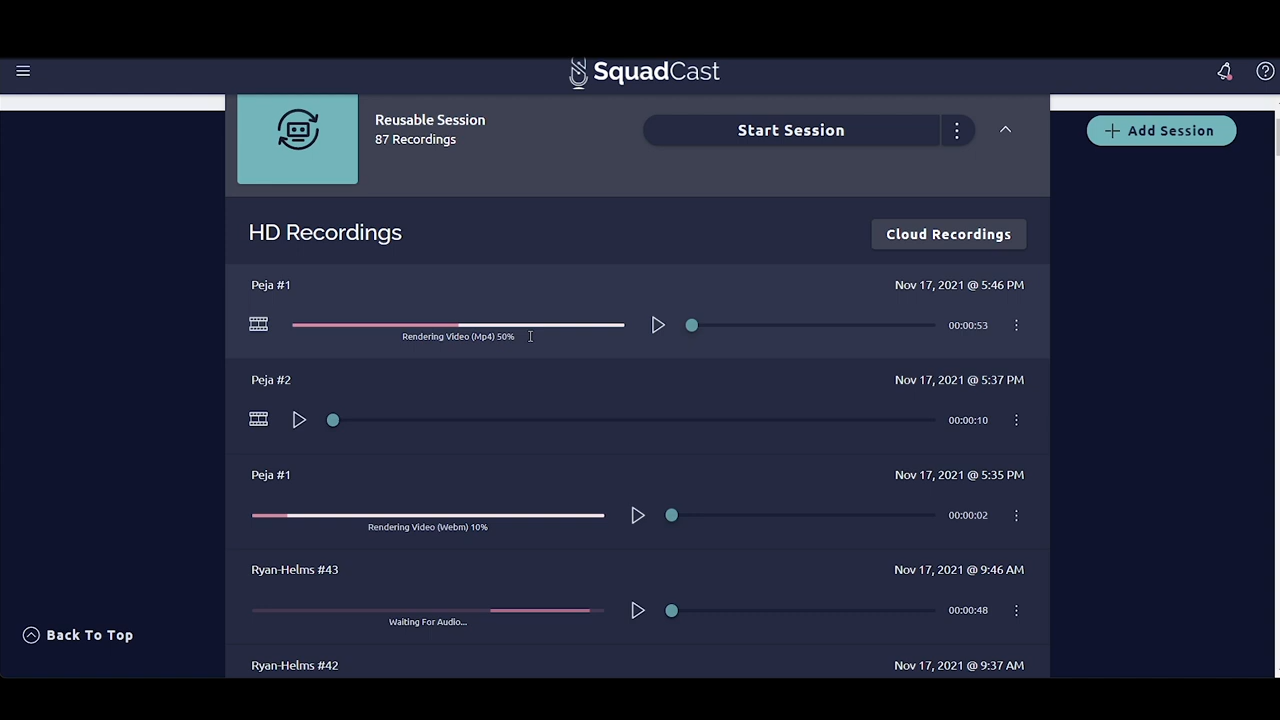 SquadCast
Reusable Session
87 Recordings
Start Session
+ Add Session
HD Recordings
Cloud Recordings
Peja #1
Nov 17, 2021 @ 5:46 PM
Rendering Video (Mp4) 50%
00:00:53
Peja #2
Nov 17, 2021 @ 5:37 PM
00:00:10
Peja #1
Nov 17, 2021 @ 5:35 PM
Rendering Video (Webm) 10%
00:00:02
Ryan-Helms #43
Nov 17, 2021 @ 9:46 AM
Waiting For Audio...
00:00:48
Back To Top
Ryan-Helms #42
Nov 17, 2021 @ 9:37 AM